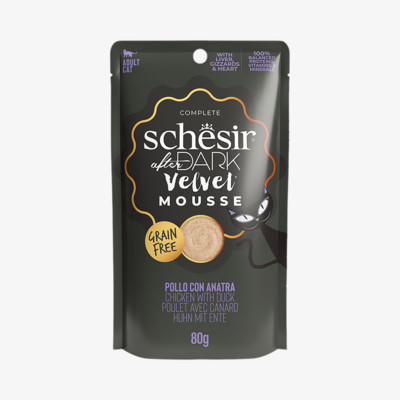 ADULT
CAT
WITH
LIVER,
GIZZARDS
& HEART
100%
BALANCED
PROTEINS,
VITAMINS &
MINERALS
COMPLETE
schesir
after DARK
Velvet
MOUSSE
GRAIN
FREE
POLLO CON ANATRA
CHICKEN WITH DUCK
POULET AVEC CANARD
HUHN MIT ENTE
80g